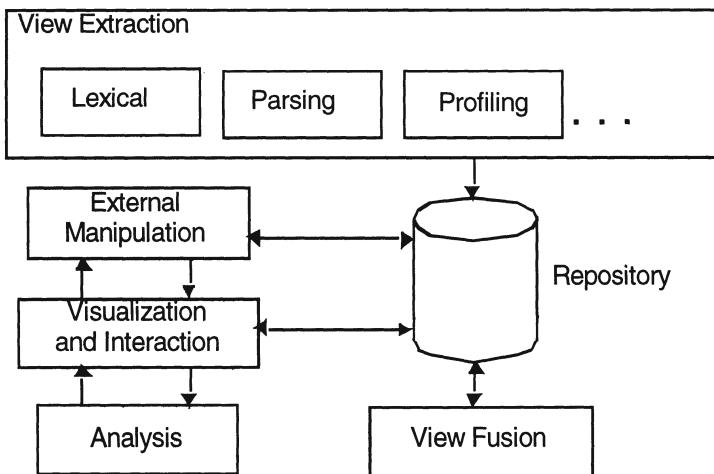 View Extraction
Lexical
Parsing
Profiling
. . .
External
Manipulation
Repository
Visualization
and Interaction
Analysis
View Fusion